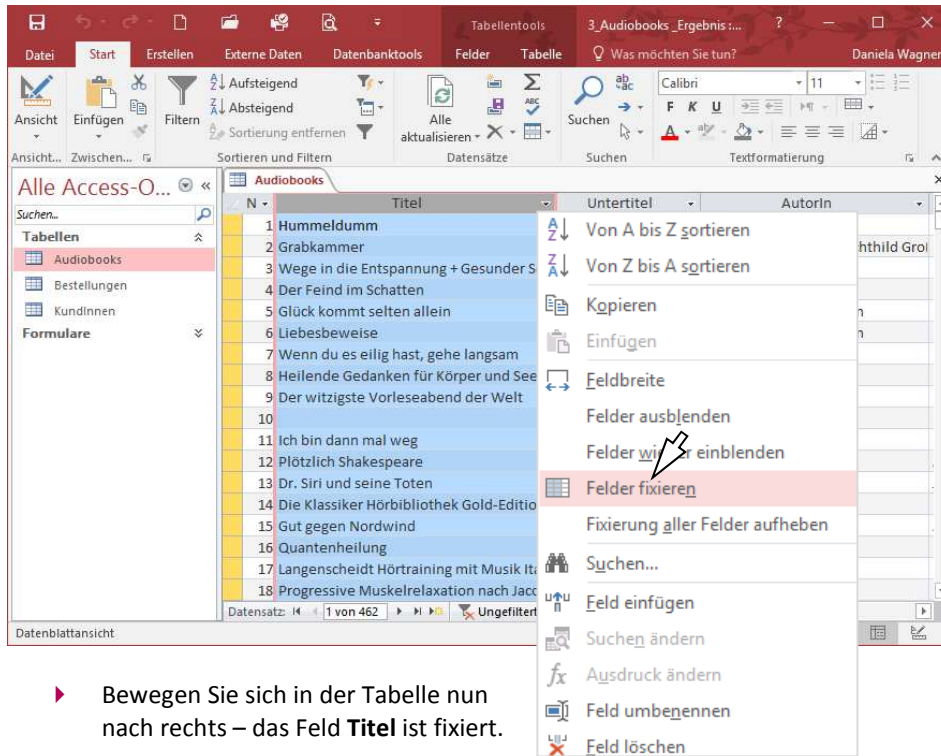 Tabellentools
3_Audiobooks _Ergebnis :... ?
Datei Start Erstellen Externe Daten Datenbanktools Felder Tabelle Was möchten Sie tun? Daniela Wagner
Ansicht
Einfügen
Filtern
Aufsteigend
Absteigend
Sortierung entfernen
Alle
aktualisieren
Suchen
Calibri 11
F K U
Ansicht... Zwischen... Sortieren und Filtern Datensätze Suchen Textformatierung
Alle Access-O...
Suchen...
Tabellen
Audiobooks
Bestellungen
KundInnen
Formulare
Audiobooks
N Titel Untertitel AutorIn
1 Hummeldumm
2 Grabkammer hthild Gro
3 Wege in die Entspannung + Gesunder S
4 Der Feind im Schatten
5 Glück kommt selten allein n
6 Liebesbeweise n
7 Wenn du es eilig hast, gehe langsam
8 Heilende Gedanken für Körper und See
9 Der witzigste Vorleseabend der Welt
10
11 Ich bin dann mal weg
12 Plötzlich Shakespeare
13 Dr. Siri und seine Toten
14 Die Klassiker Hörbibliothek Gold-Editio
15 Gut gegen Nordwind
16 Quantenheilung
17 Langenscheidt Hörtraining mit Musik Ita
18 Progressive Muskelrelaxation nach Jacc
Datensatz: 1 von 462 Ungefiltert
Datenblattansicht
Von A bis Z sortieren
Von Z bis A sortieren
Kopieren
Einfügen
Feldbreite
Felder ausblenden
Felder wieder einblenden
Felder fixieren
Fixierung aller Felder aufheben
Suchen...
Feld einfügen
Suchen ändern
Ausdruck ändern
Feld umbenennen
Feld löschen
Bewegen Sie sich in der Tabelle nun
nach rechts – das Feld Titel ist fixiert.